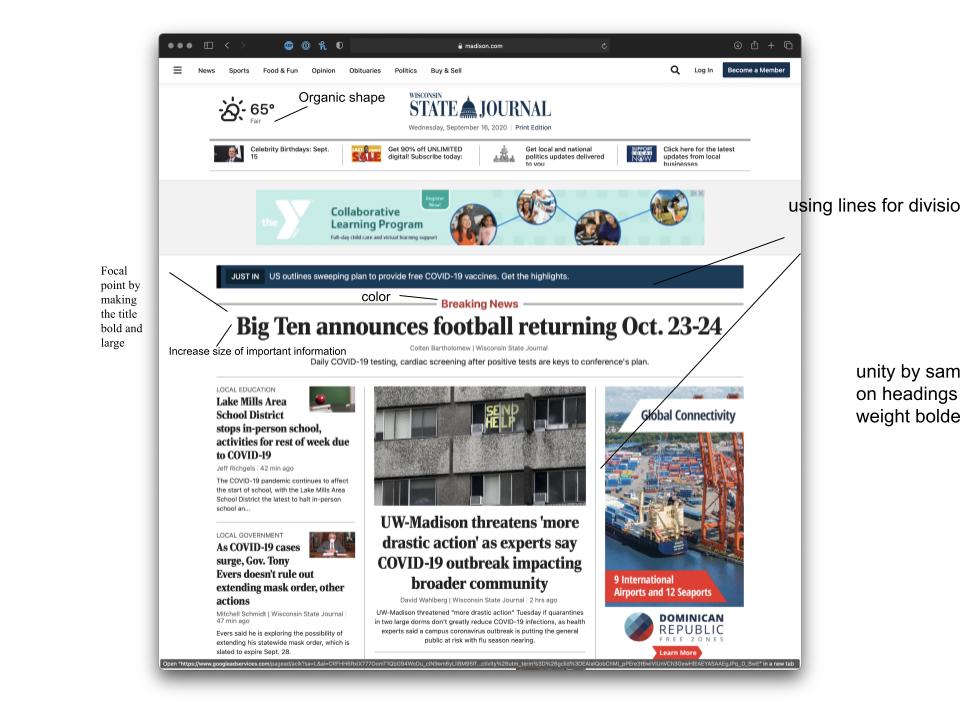 madison.com
News Sports Food & Fun Opinion Obituaries Politics Buy & Sell
Log In Become a Member
65°
Fair
Organic shape
WISCONSIN
STATE JOURNAL
Wednesday, September 16, 2020 | Print Edition
Celebrity Birthdays: Sept.
15
SALE
Get 90% off UNLIMITED
digital! Subscribe today:
Get local and national
politics updates delivered
to you
SUPPORT
NOW
Click here for the latest
updates from local
businesses
the Y
Collaborative
Learning Program
Full-day child care and virtual learning support
Register
Now!
using lines for divisio
JUST IN US outlines sweeping plan to provide free COVID-19 vaccines. Get the highlights.
Focal
point by
making
the title
bold and
large
color
Breaking News
Big Ten announces football returning Oct. 23-24
Colten Bartholomew | Wisconsin State Journal
Increase size of important information
Daily COVID-19 testing, cardiac screening after positive tests are keys to conference's plan.
unity by sam
on headings
weight bolde
LOCAL EDUCATION
Lake Mills Area
School District
stops in-person school,
activities for rest of week due
to COVID-19
Jeff Richgels | 42 min ago
The COVID-19 pandemic continues to affect
the start of school, with the Lake Mills Area
School District the latest to halt in-person
school an...
LOCAL GOVERNMENT
As COVID-19 cases
surge, Gov. Tony
Evers doesn't rule out
extending mask order, other
actions
Mitchell Schmidt | Wisconsin State Journal |
47 min ago
Evers said he is exploring the possibility of
extending his statewide mask order, which is
slated to expire Sept. 28.
SEND
HELP
UW-Madison threatens 'more
drastic action' as experts say
COVID-19 outbreak impacting
broader community
David Wahlberg | Wisconsin State Journal | 2 hrs ago
UW-Madison threatened "more drastic action" Tuesday if quarantines
in two large dorms don't greatly reduce COVID-19 infections, as health
experts said a campus coronavirus outbreak is putting the general
public at risk with flu season nearing.
Global Connectivity
9 International
Airports and 12 Seaports
DOMINICAN
REPUBLIC
FREE ZONES
Learn More
in a new tab